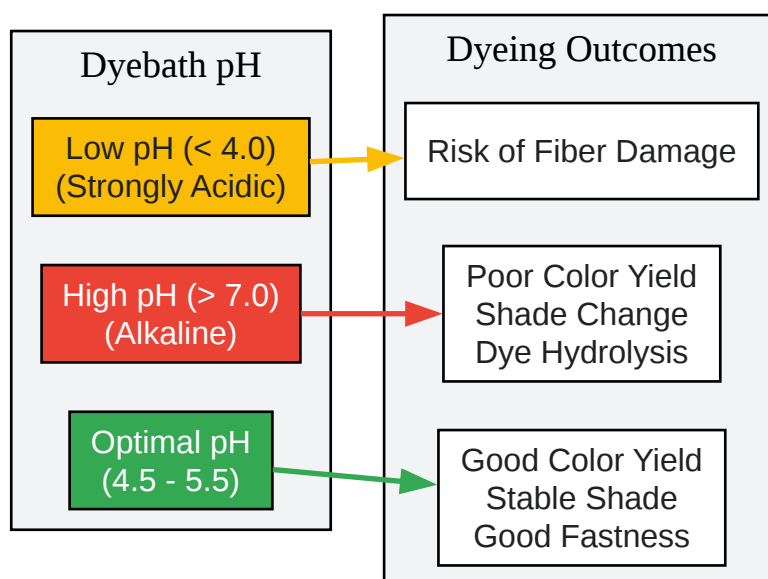 Dyebath pH
Low pH (< 4.0)
(Strongly Acidic)
High pH (> 7.0)
(Alkaline)
Optimal pH
(4.5 - 5.5)
Dyeing Outcomes
Risk of Fiber Damage
Poor Color Yield
Shade Change
Dye Hydrolysis
Good Color Yield
Stable Shade
Good Fastness